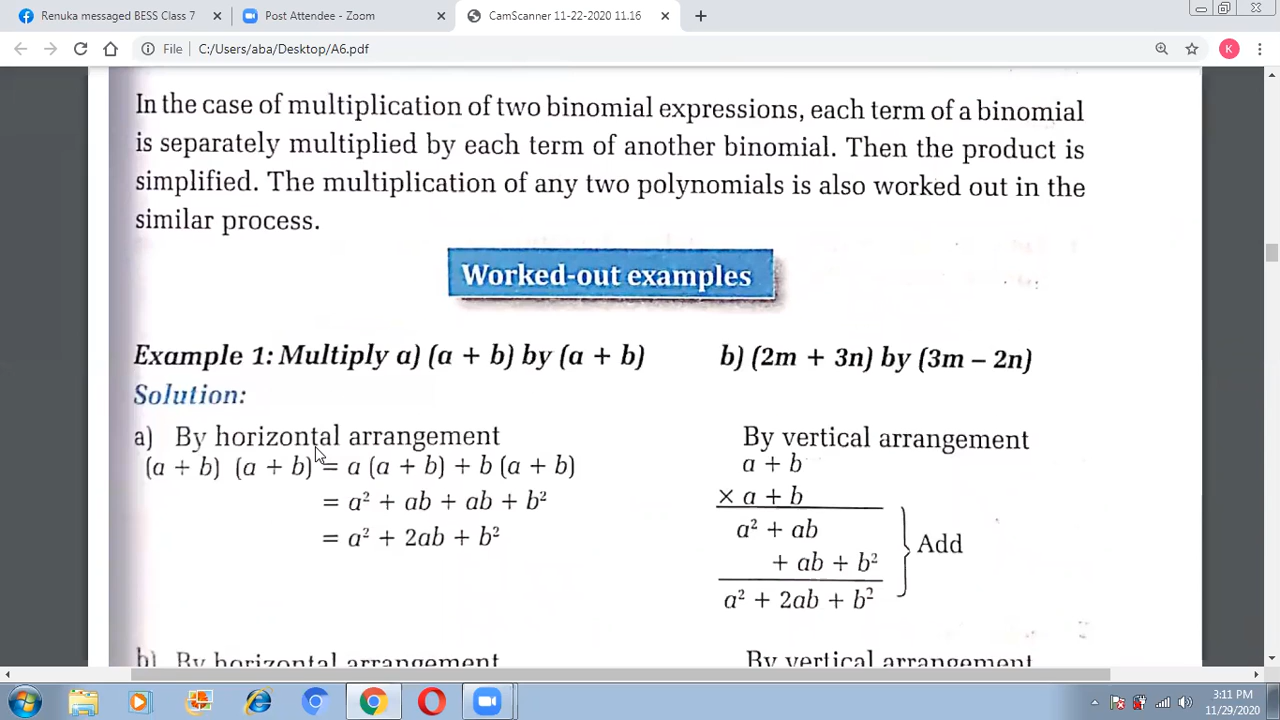 Renuka messaged BESS Class 7
Post Attendee - Zoom
CamScanner 11-22-2020 11.16
File C:/Users/aba/Desktop/A6.pdf
K
In the case of multiplication of two binomial expressions, each term of a binomial
is separately multiplied by each term of another binomial. Then the product is
simplified. The multiplication of any two polynomials is also worked out in the
similar process.
Worked-out examples
Example 1: Multiply a) (a + b) by (a + b) b) (2m + 3n) by (3m – 2n)
Solution:
a) By horizontal arrangement
(a + b) (a + b) = a (a + b) + b (a + b)
= a² + ab + ab + b²
= a² + 2ab + b²
By vertical arrangement
a + b
× a + b
a² + ab
+ ab + b²
Add
a² + 2ab + b²
b) By horizontal arrangement
By vertical arrangement
3:11 PM
11/29/2020